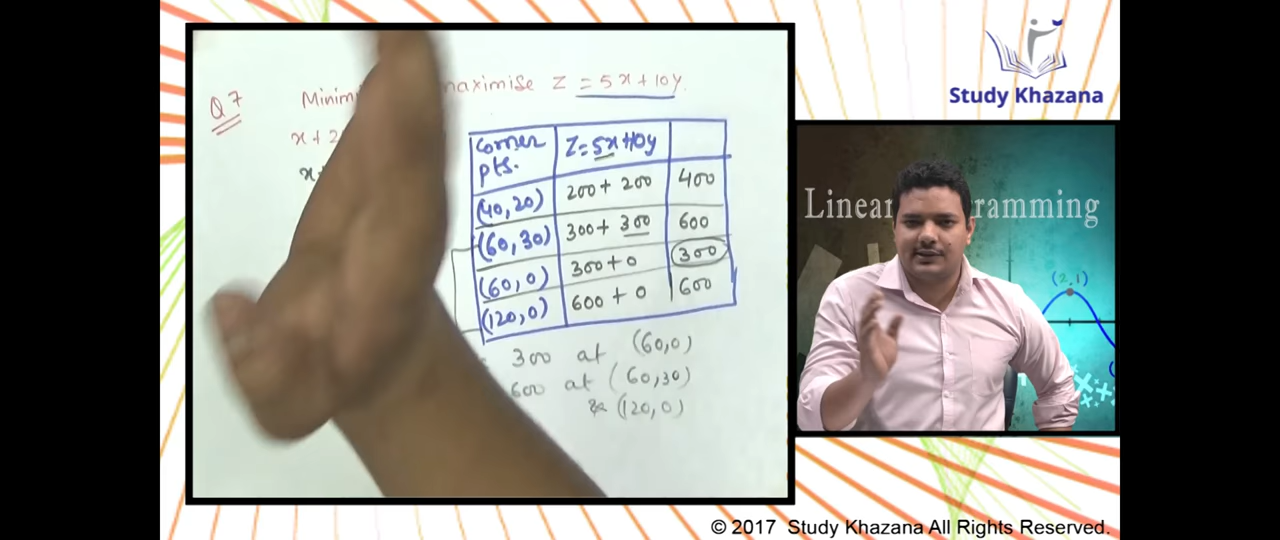 Q7
Minim maximise Z = 5x+10y.
x+2
Corner pts. Z=5x+10y
(40,20) 200+200 400
(60,30) 300+300 600
(60,0) 300+0 300
(120,0) 600+0 600
300 at (60,0)
600 at (60,30)
& (120,0)
Study Khazana
Linear ramming
(2,1)
© 2017 Study Khazana All Rights Reserved.